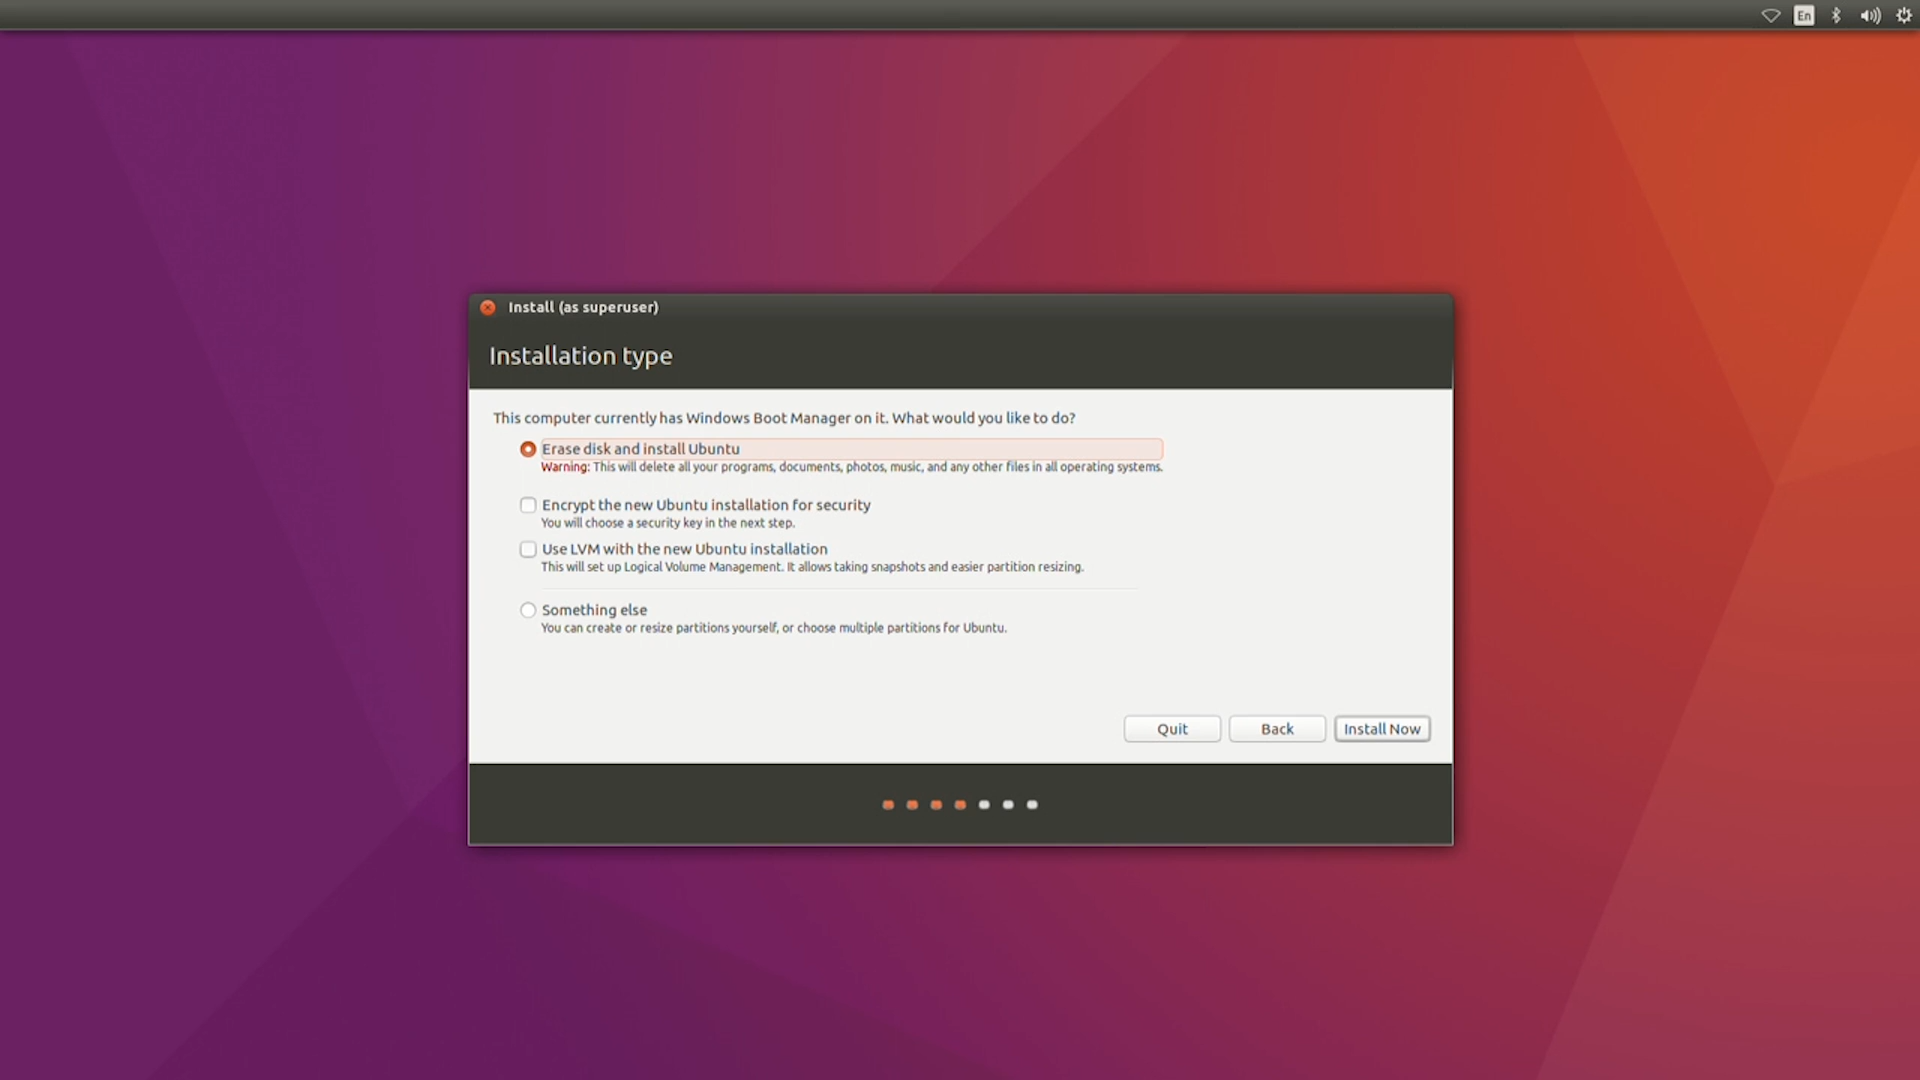 En
Install (as superuser)
Installation type
This computer currently has Windows Boot Manager on it. What would you like to do?
Erase disk and install Ubuntu
Warning: This will delete all your programs, documents, photos, music, and any other files in all operating systems.
Encrypt the new Ubuntu installation for security
You will choose a security key in the next step.
Use LVM with the new Ubuntu installation
This will set up Logical Volume Management. It allows taking snapshots and easier partition resizing.
Something else
You can create or resize partitions yourself, or choose multiple partitions for Ubuntu.
Quit
Back
Install Now